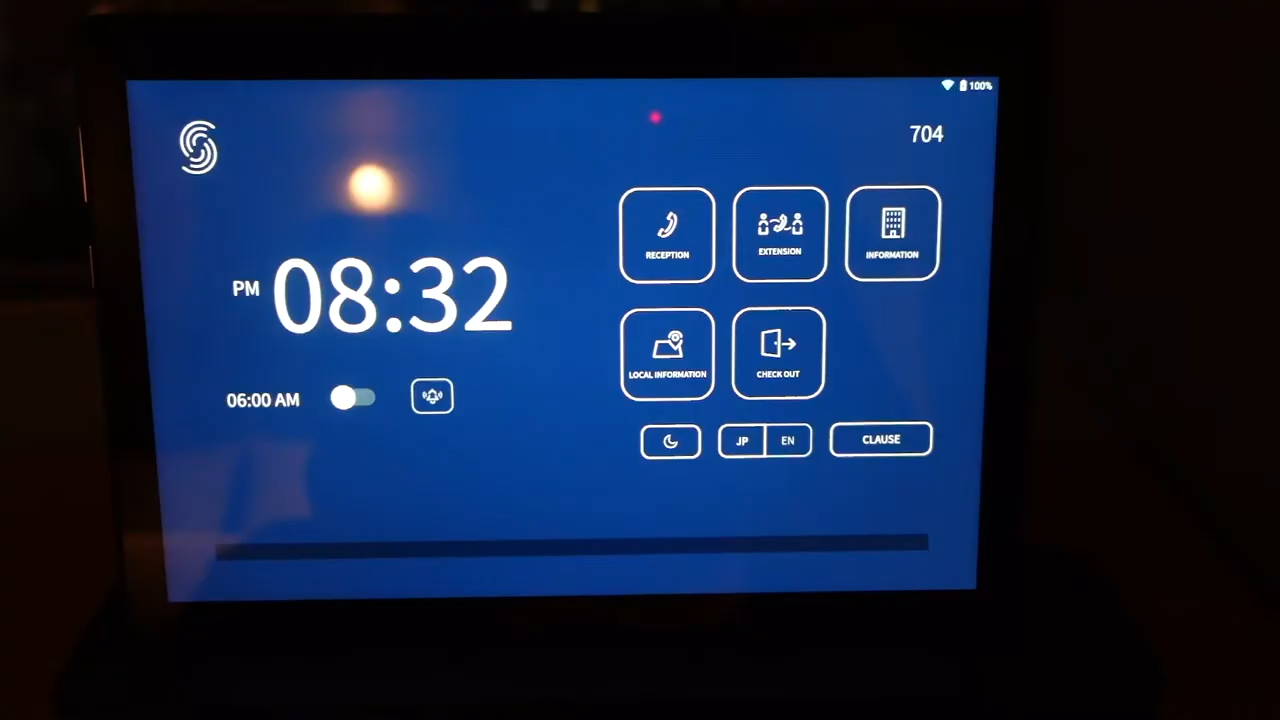 100%
704
RECEPTION
EXTENSION
INFORMATION
PM 08:32
LOCAL INFORMATION
CHECK OUT
06:00 AM
JP
EN
CLAUSE